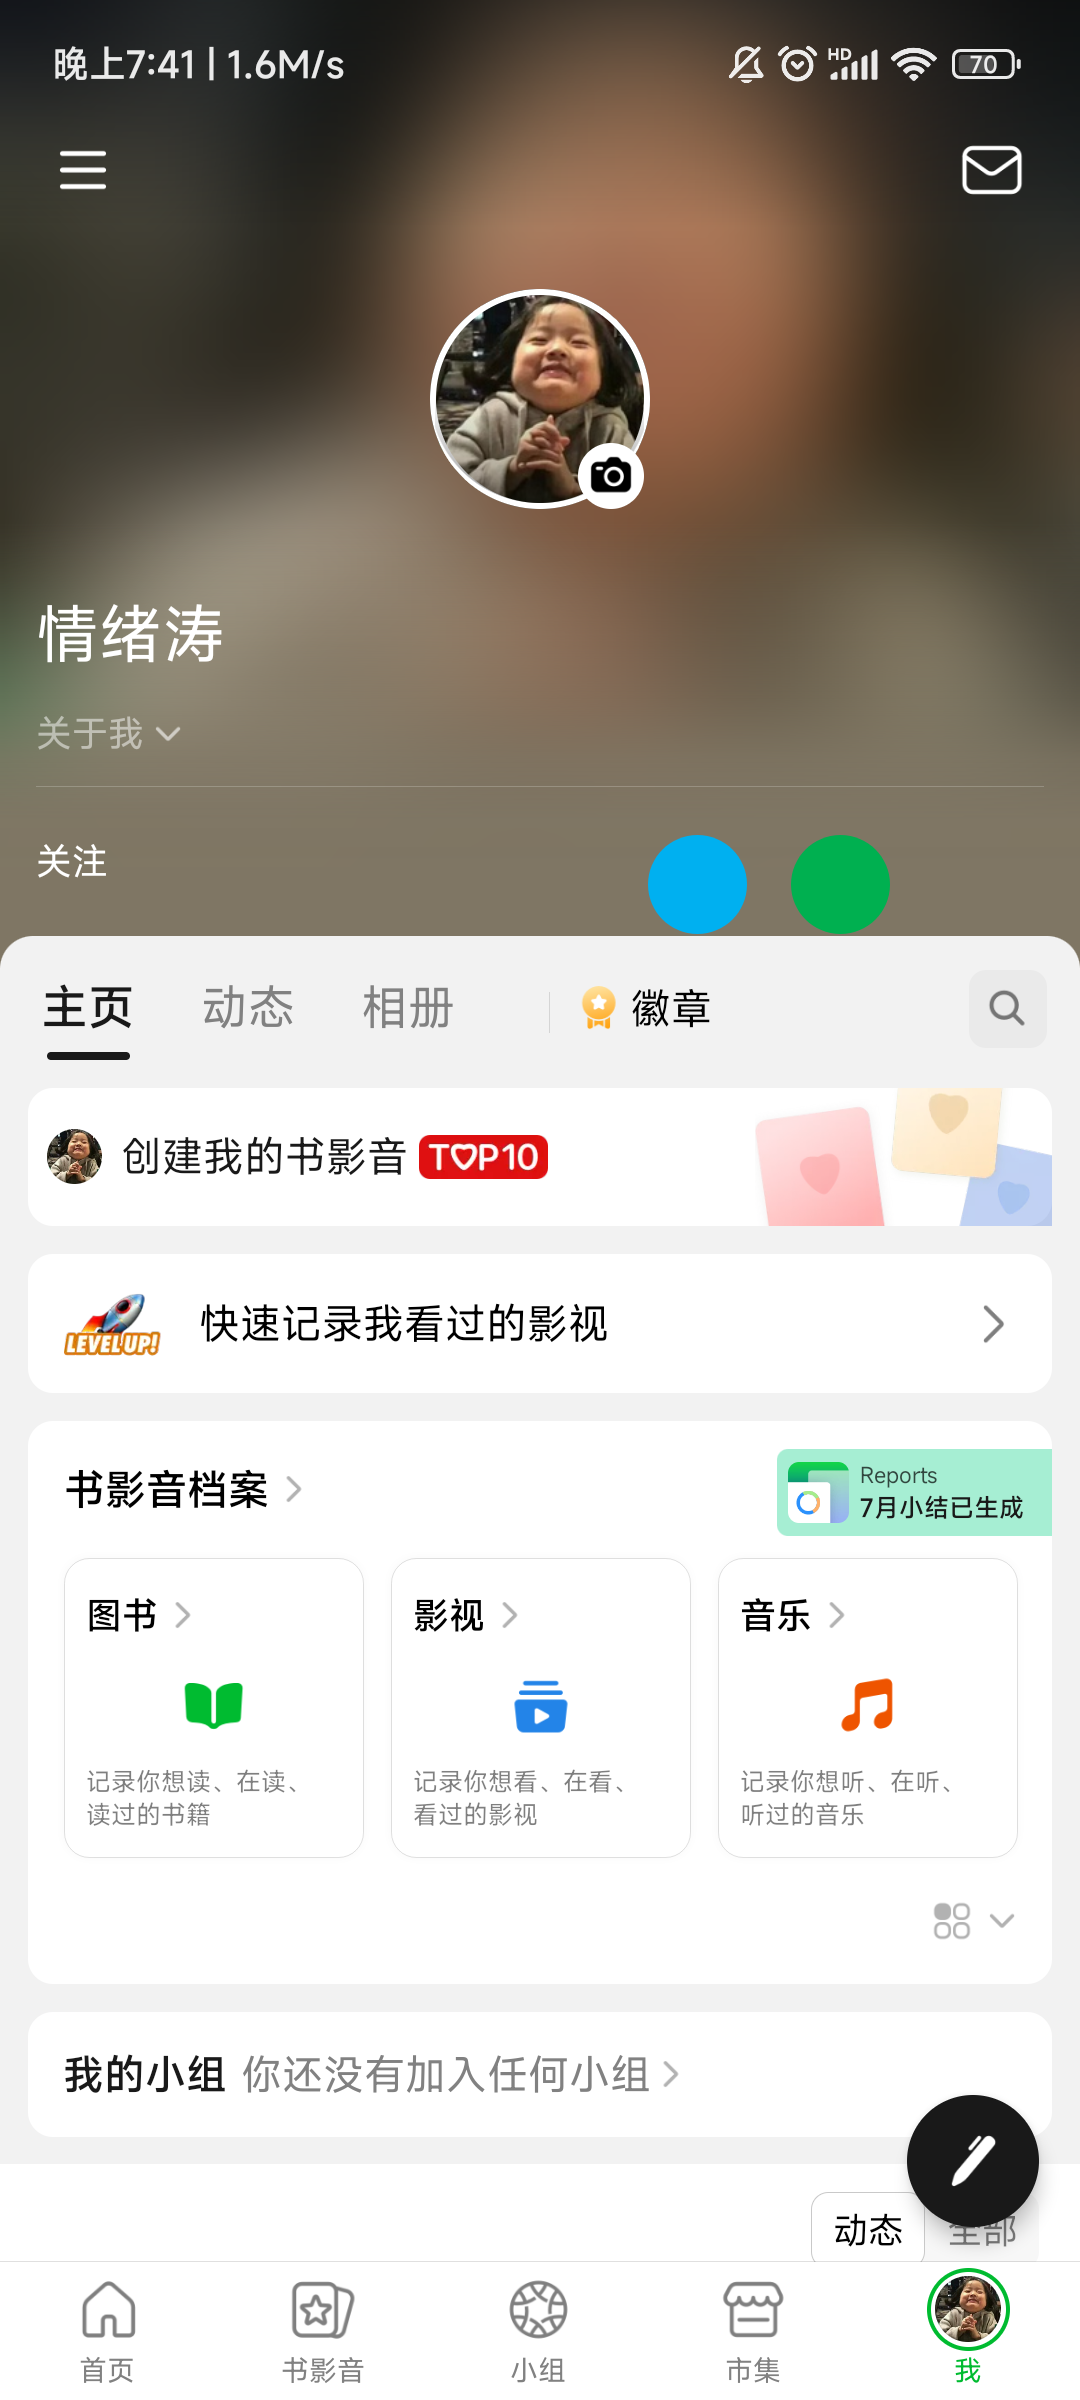 晚上7:41 | 1.6M/s
HD
70
情绪涛
关于我
关注
主页 动态 相册 徽章
创建我的书影音 TOP10
LEVEL UP!
快速记录我看过的影视
书影音档案
Reports
7月小结已生成
图书 影视 音乐
记录你想读、在读、
读过的书籍
记录你想看、在看、
看过的影视
记录你想听、在听、
听过的音乐
我的小组 你还没有加入任何小组
动态 全部
首页 书影音 小组 市集 我